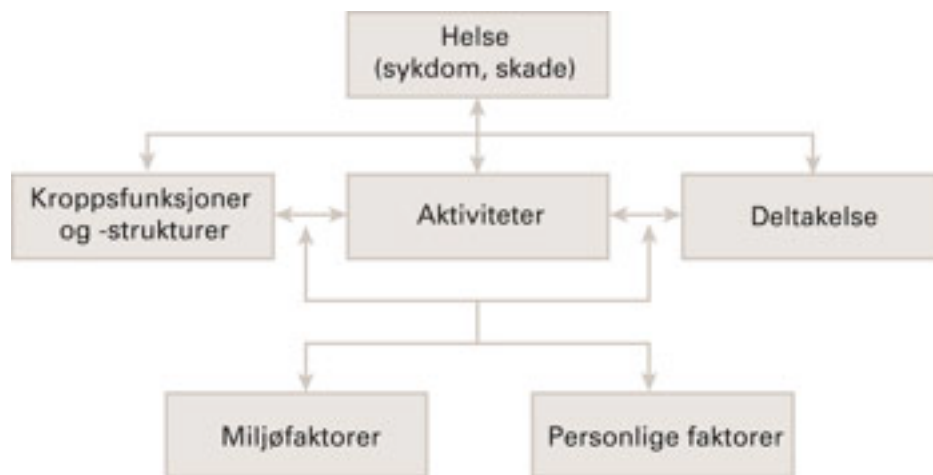 Helse
(sykdom, skade)
Kroppsfunksjoner
og -strukturer
Aktiviteter
Deltakelse
Miljøfaktorer
Personlige faktorer